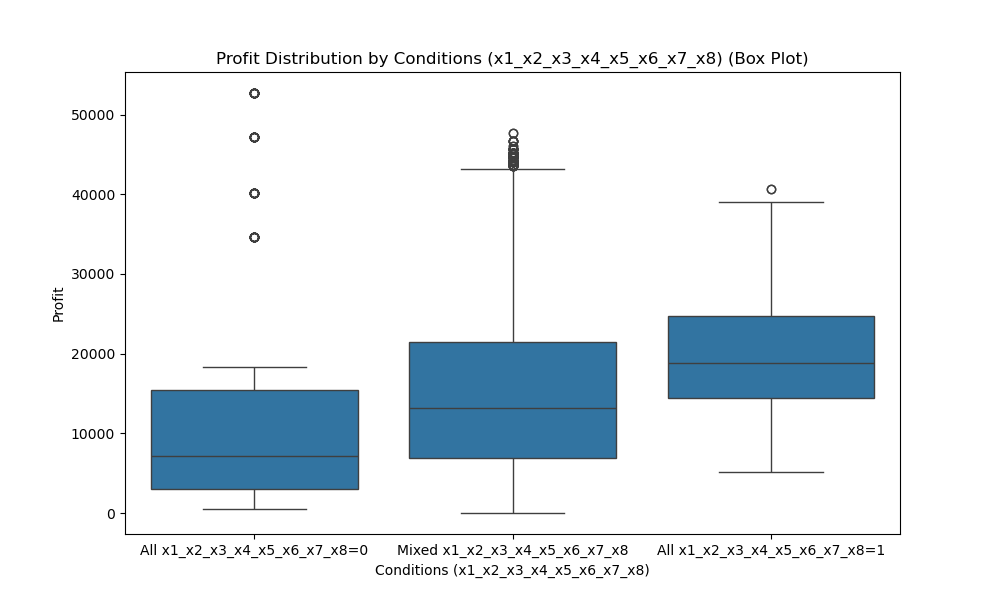 Profit Distribution by Conditions (x1_x2_x3_x4_x5_x6_x7_x8) (Box Plot)
50000
40000
30000
20000
10000
0
Profit
All x1_x2_x3_x4_x5_x6_x7_x8=0
Mixed x1_x2_x3_x4_x5_x6_x7_x8
All x1_x2_x3_x4_x5_x6_x7_x8=1
Conditions (x1_x2_x3_x4_x5_x6_x7_x8)